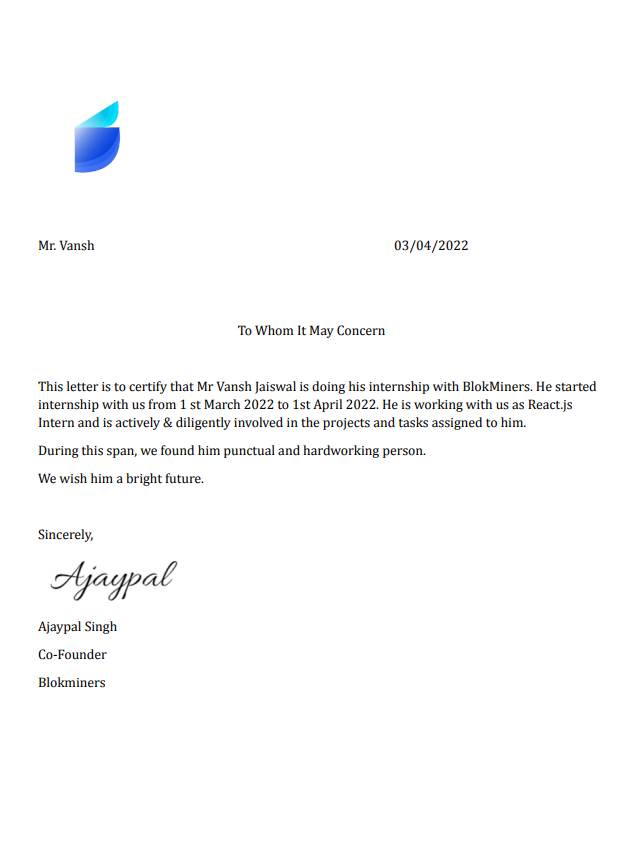 Mr. Vansh 03/04/2022
To Whom It May Concern
This letter is to certify that Mr Vansh Jaiswal is doing his internship with BlokMiners. He started
internship with us from 1 st March 2022 to 1st April 2022. He is working with us as React.js
Intern and is actively & diligently involved in the projects and tasks assigned to him.
During this span, we found him punctual and hardworking person.
We wish him a bright future.
Sincerely,
Ajaypal
Ajaypal Singh
Co-Founder
Blokminers